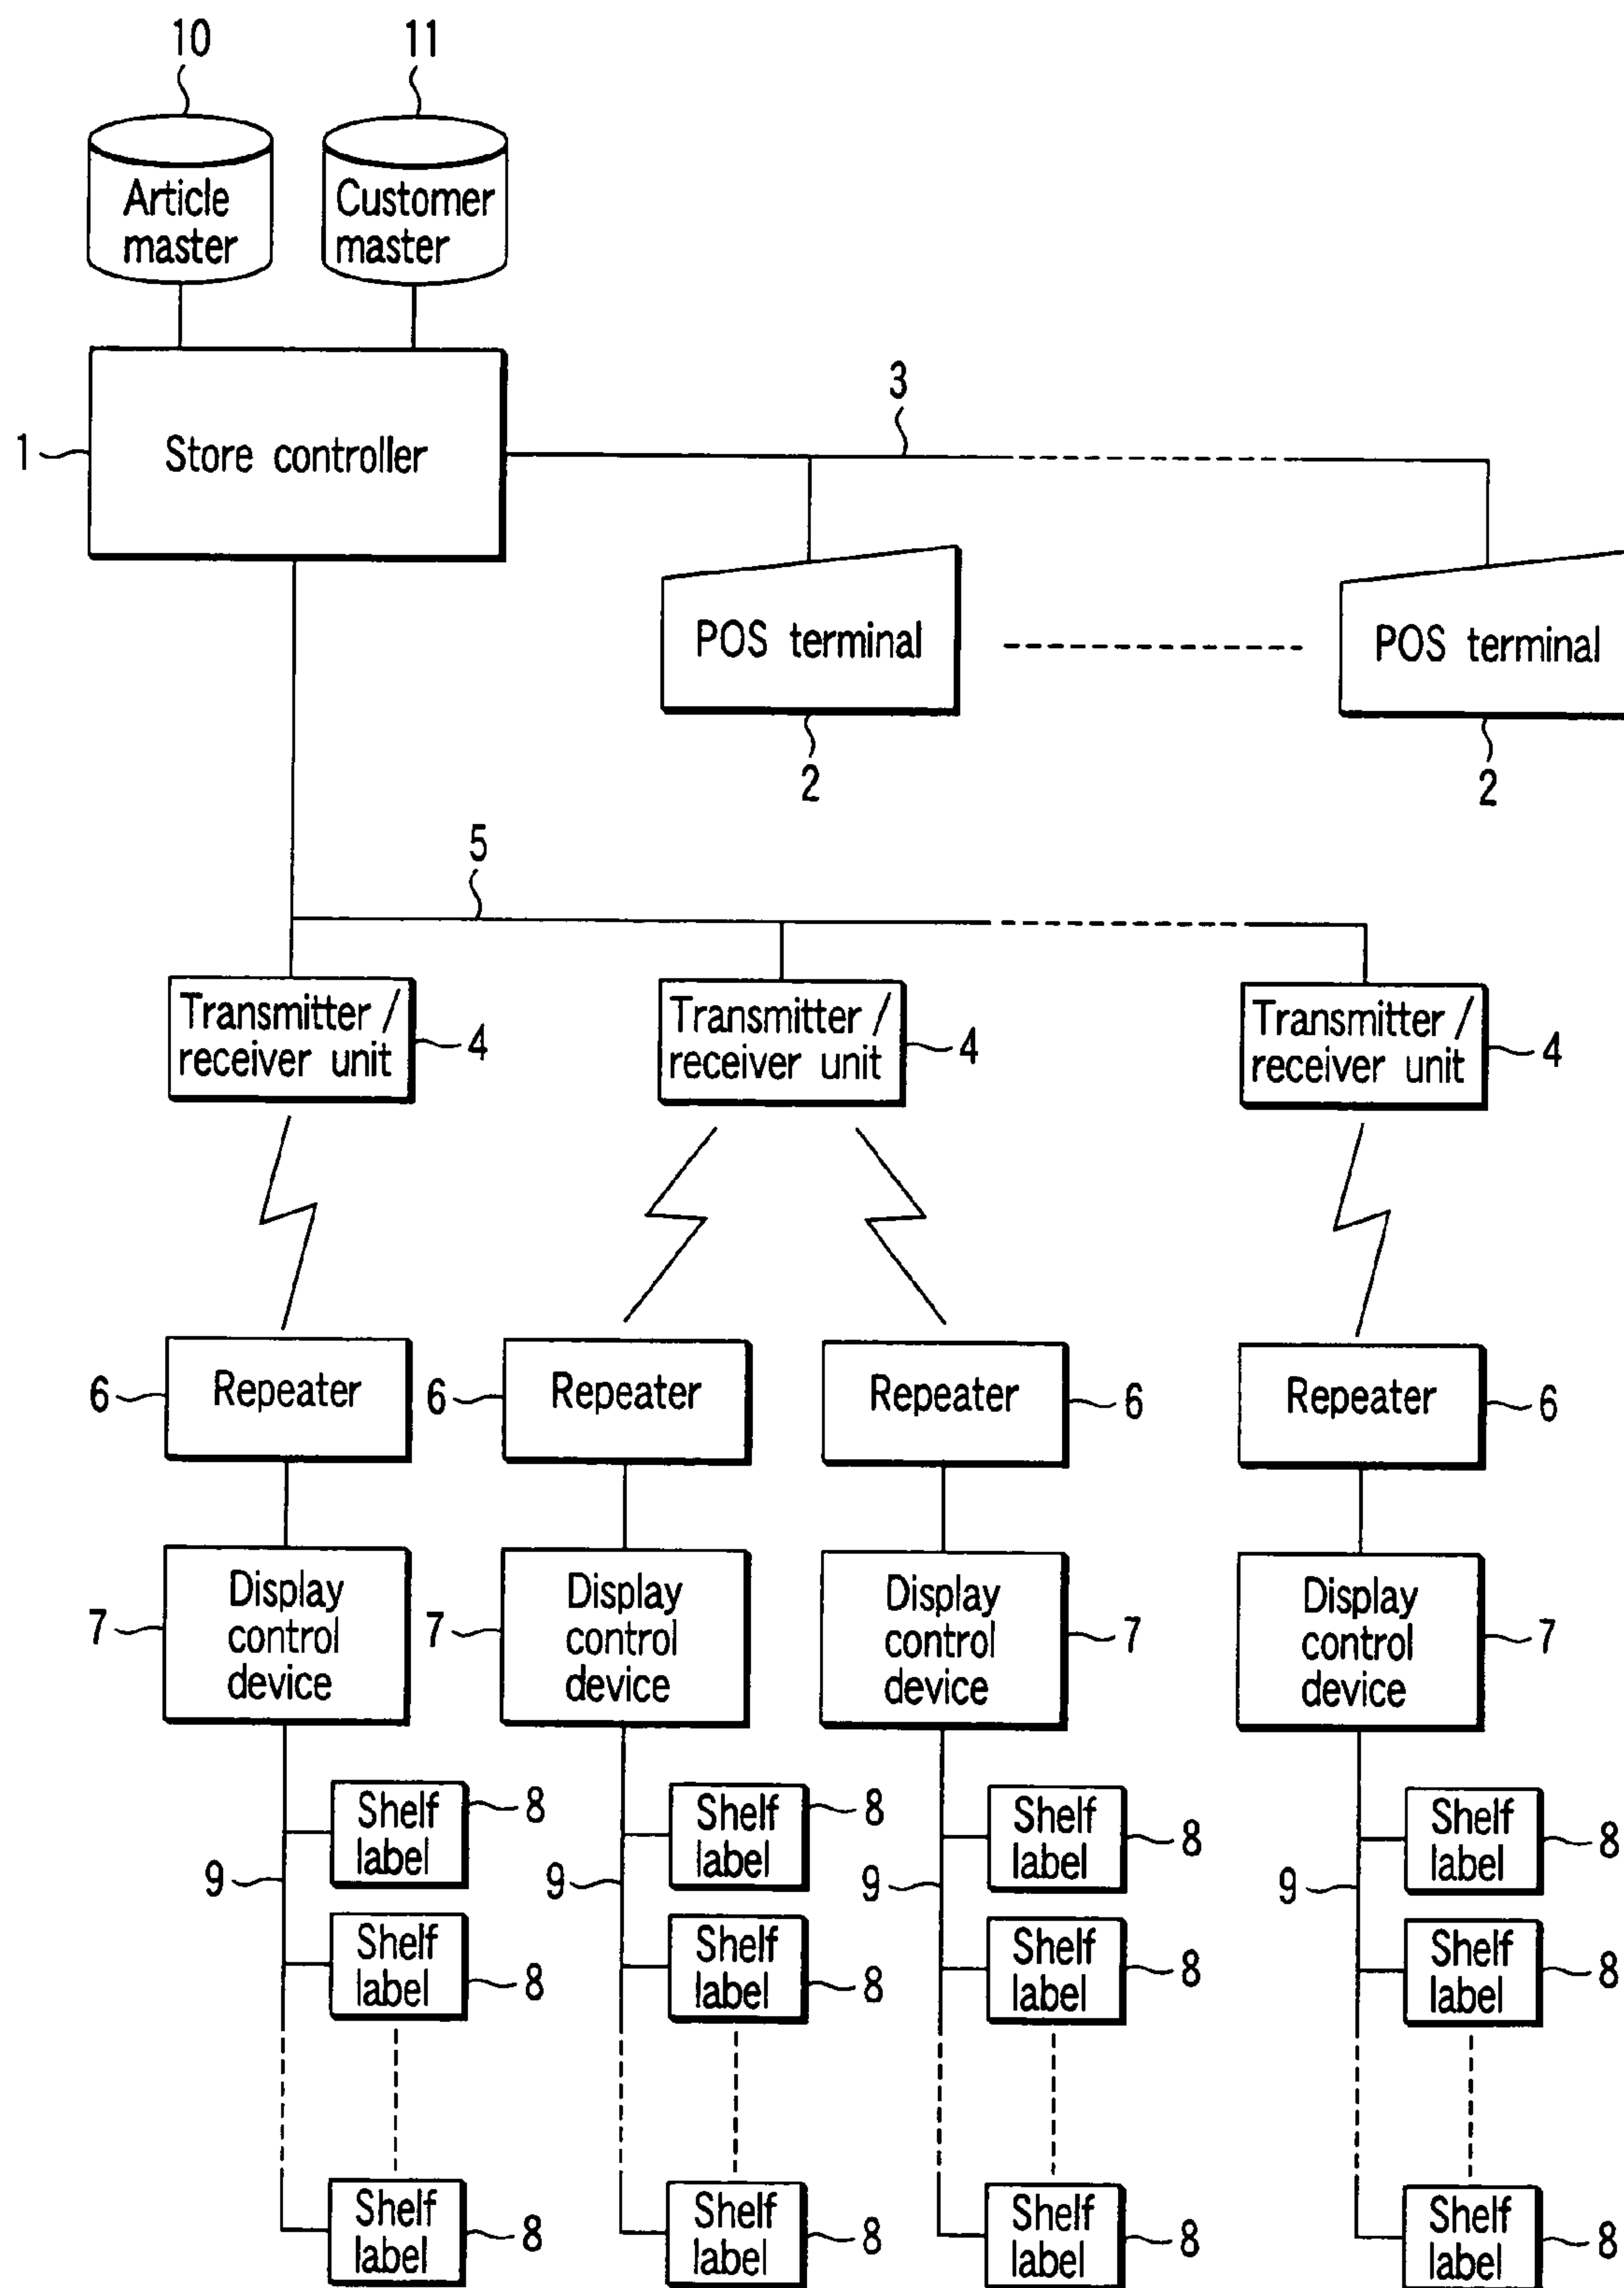 10
11
Article
master
Customer
master
1
Store controller
3
POS terminal
POS terminal
2
2
5
Transmitter /
receiver unit
4
Transmitter /
receiver unit
4
Transmitter /
receiver unit
4
6
Repeater
6
Repeater
Repeater
6
Repeater
6
7
Display
control
device
7
Display
control
device
Display
control
device
7
Display
control
device
7
9
Shelf
label
8
9
Shelf
label
8
9
Shelf
label
8
9
Shelf
label
8
Shelf
label
8
Shelf
label
8
Shelf
label
8
Shelf
label
8
Shelf
label
8
Shelf
label
8
Shelf
label
8
Shelf
label
8